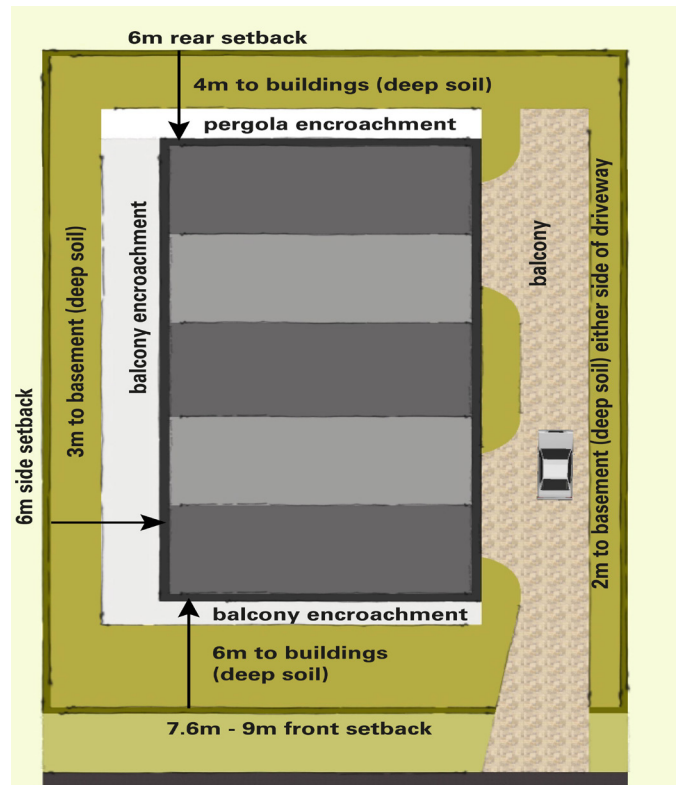 6m rear setback
4m to buildings (deep soil)
pergola encroachment
balcony encroachment
3m to basement (deep soil)
6m side setback
balcony
2m to basement (deep soil) either side of driveway
balcony encroachment
6m to buildings
(deep soil)
7.6m - 9m front setback